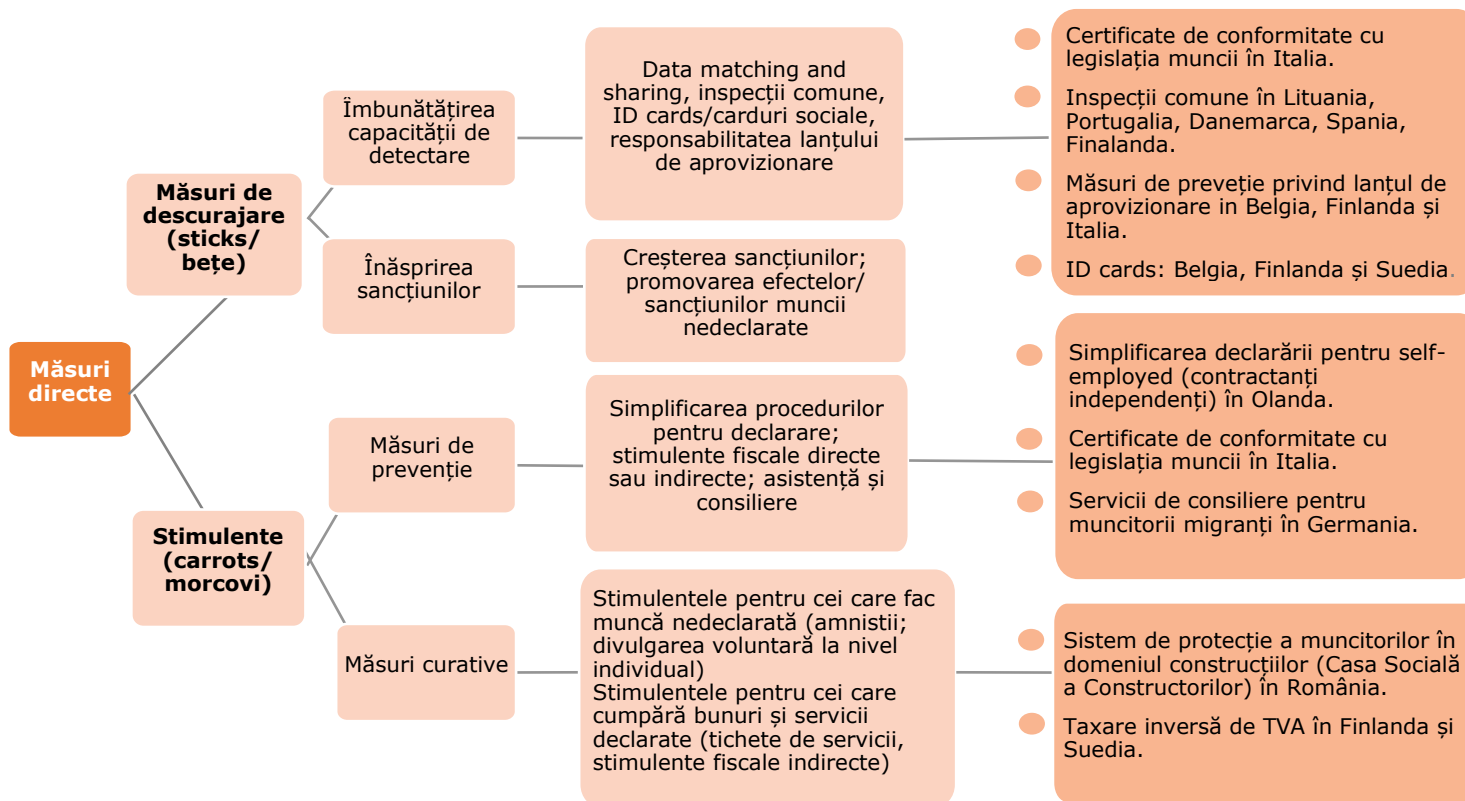 Măsuri
directe
Măsuri de
descurajare
(sticks/
bețe)
Îmbunătățirea
capacității de
detectare
Data matching and
sharing, inspecții comune,
ID cards/carduri sociale,
responsabilitatea lanțului
de aprovizionare
Certificate de conformitate cu
legislația muncii în Italia.
Inspecții comune în Lituania,
Portugalia, Danemarca, Spania,
Finalanda.
Măsuri de preveție privind lanțul de
aprovizionare in Belgia, Finlanda și
Italia.
ID cards: Belgia, Finlanda și Suedia.
Înăsprirea
sancțiunilor
Creșterea sancțiunilor;
promovarea efectelor/
sancțiunilor muncii
nedeclarate
Stimulente
(carrots/
morcovi)
Măsuri de
prevenție
Simplificarea procedurilor
pentru declarare;
stimulente fiscale directe
sau indirecte; asistență și
consiliere
Simplificarea declarării pentru self-
employed (contractanți
independenți) în Olanda.
Certificate de conformitate cu
legislația muncii în Italia.
Servicii de consiliere pentru
muncitorii migranți în Germania.
Măsuri curative
Stimulentele pentru cei care fac
muncă nedeclarată (amnistii;
divulgarea voluntară la nivel
individual)
Stimulentele pentru cei care
cumpără bunuri și servicii
declarate (tichete de servicii,
stimulente fiscale indirecte)
Sistem de protecție a muncitorilor în
domeniul construcțiilor (Casa Socială
a Constructorilor) în România.
Taxare inversă de TVA în Finlanda și
Suedia.